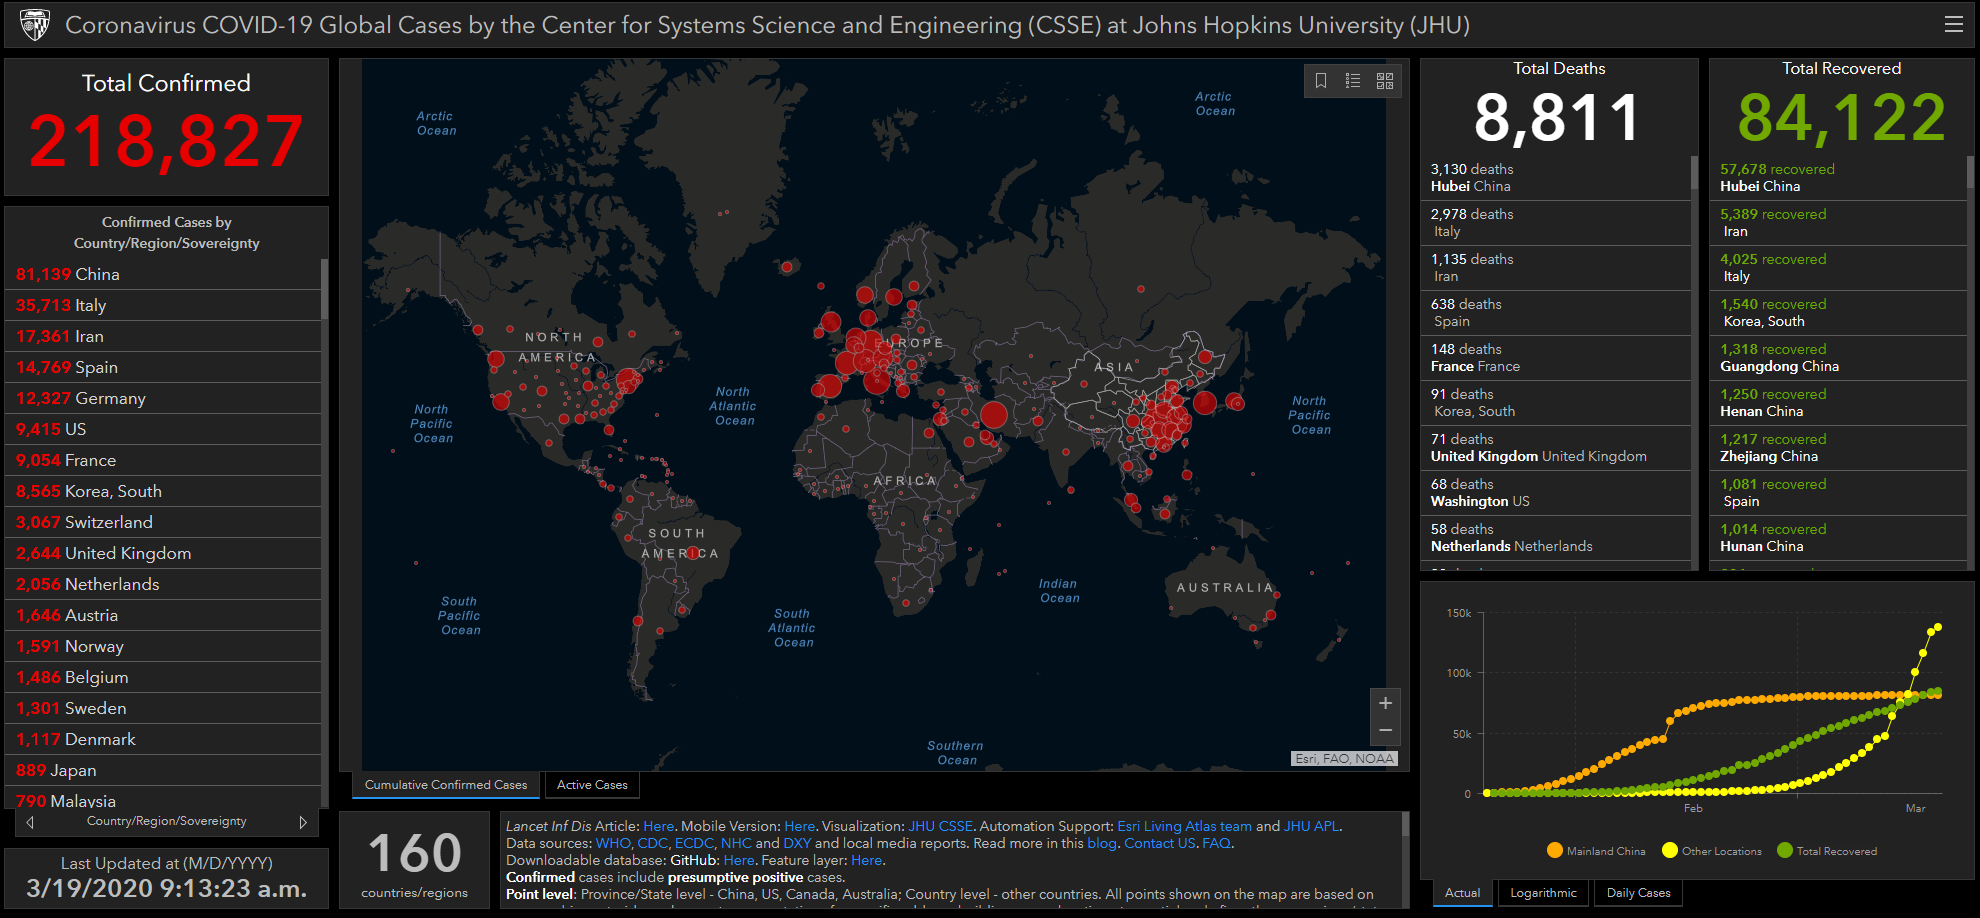 Coronavirus COVID-19 Global Cases by the Center for Systems Science and Engineering (CSSE) at Johns Hopkins University (JHU)
Total Confirmed
218,827
Confirmed Cases by
Country/Region/Sovereignty
81,139 China
35,713 Italy
17,361 Iran
14,769 Spain
12,327 Germany
9,415 US
9,054 France
8,565 Korea, South
3,067 Switzerland
2,644 United Kingdom
2,056 Netherlands
1,646 Austria
1,591 Norway
1,486 Belgium
1,301 Sweden
1,117 Denmark
889 Japan
790 Malaysia
Country/Region/Sovereignty
Last Updated at (M/D/YYYY)
3/19/2020 9:13:23 a.m.
Arctic
Ocean
Arctic
Ocean
NORTH
AMERICA
EUROPE
ASIA
North
Atlantic
Ocean
North
Pacific
Ocean
North
Pacific
Ocean
AFRICA
SOUTH
AMERICA
AUSTRALIA
Indian
Ocean
South
Pacific
Ocean
South
Atlantic
Ocean
Southern
Ocean
+
−
Esri, FAO, NOAA
Cumulative Confirmed Cases
Active Cases
160
countries/regions
Lancet Inf Dis Article: Here. Mobile Version: Here. Visualization: JHU CSSE. Automation Support: Esri Living Atlas team and JHU APL.
Data sources: WHO, CDC, ECDC, NHC and DXY and local media reports. Read more in this blog. Contact US. FAQ.
Downloadable database: GitHub: Here. Feature layer: Here.
Confirmed cases include presumptive positive cases.
Point level: Province/State level - China, US, Canada, Australia; Country level - other countries. All points shown on the map are based on
Total Deaths
8,811
3,130 deaths
Hubei China
2,978 deaths
Italy
1,135 deaths
Iran
638 deaths
Spain
148 deaths
France France
91 deaths
Korea, South
71 deaths
United Kingdom United Kingdom
68 deaths
Washington US
58 deaths
Netherlands Netherlands
Total Recovered
84,122
57,678 recovered
Hubei China
5,389 recovered
Iran
4,025 recovered
Italy
1,540 recovered
Korea, South
1,318 recovered
Guangdong China
1,250 recovered
Henan China
1,217 recovered
Zhejiang China
1,081 recovered
Spain
1,014 recovered
Hunan China
150k
100k
50k
0
Feb
Mar
Mainland China
Other Locations
Total Recovered
Actual
Logarithmic
Daily Cases